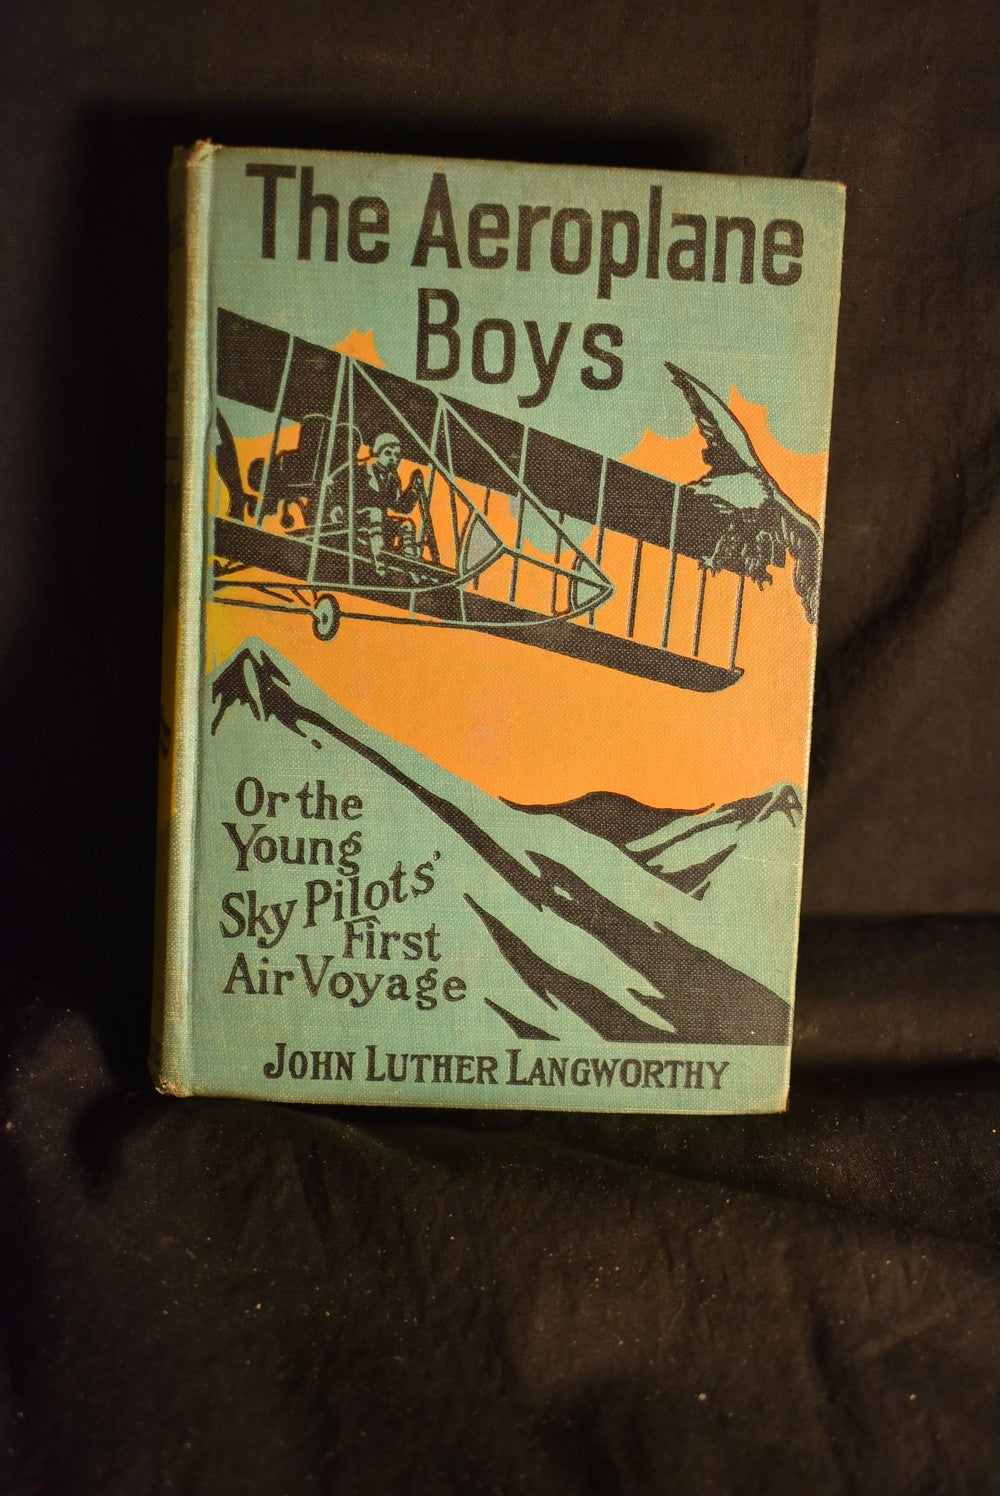 The Aeroplane
Boys
Or the
Young
Sky Pilots'
First
Air Voyage
JOHN LUTHER LANGWORTHY